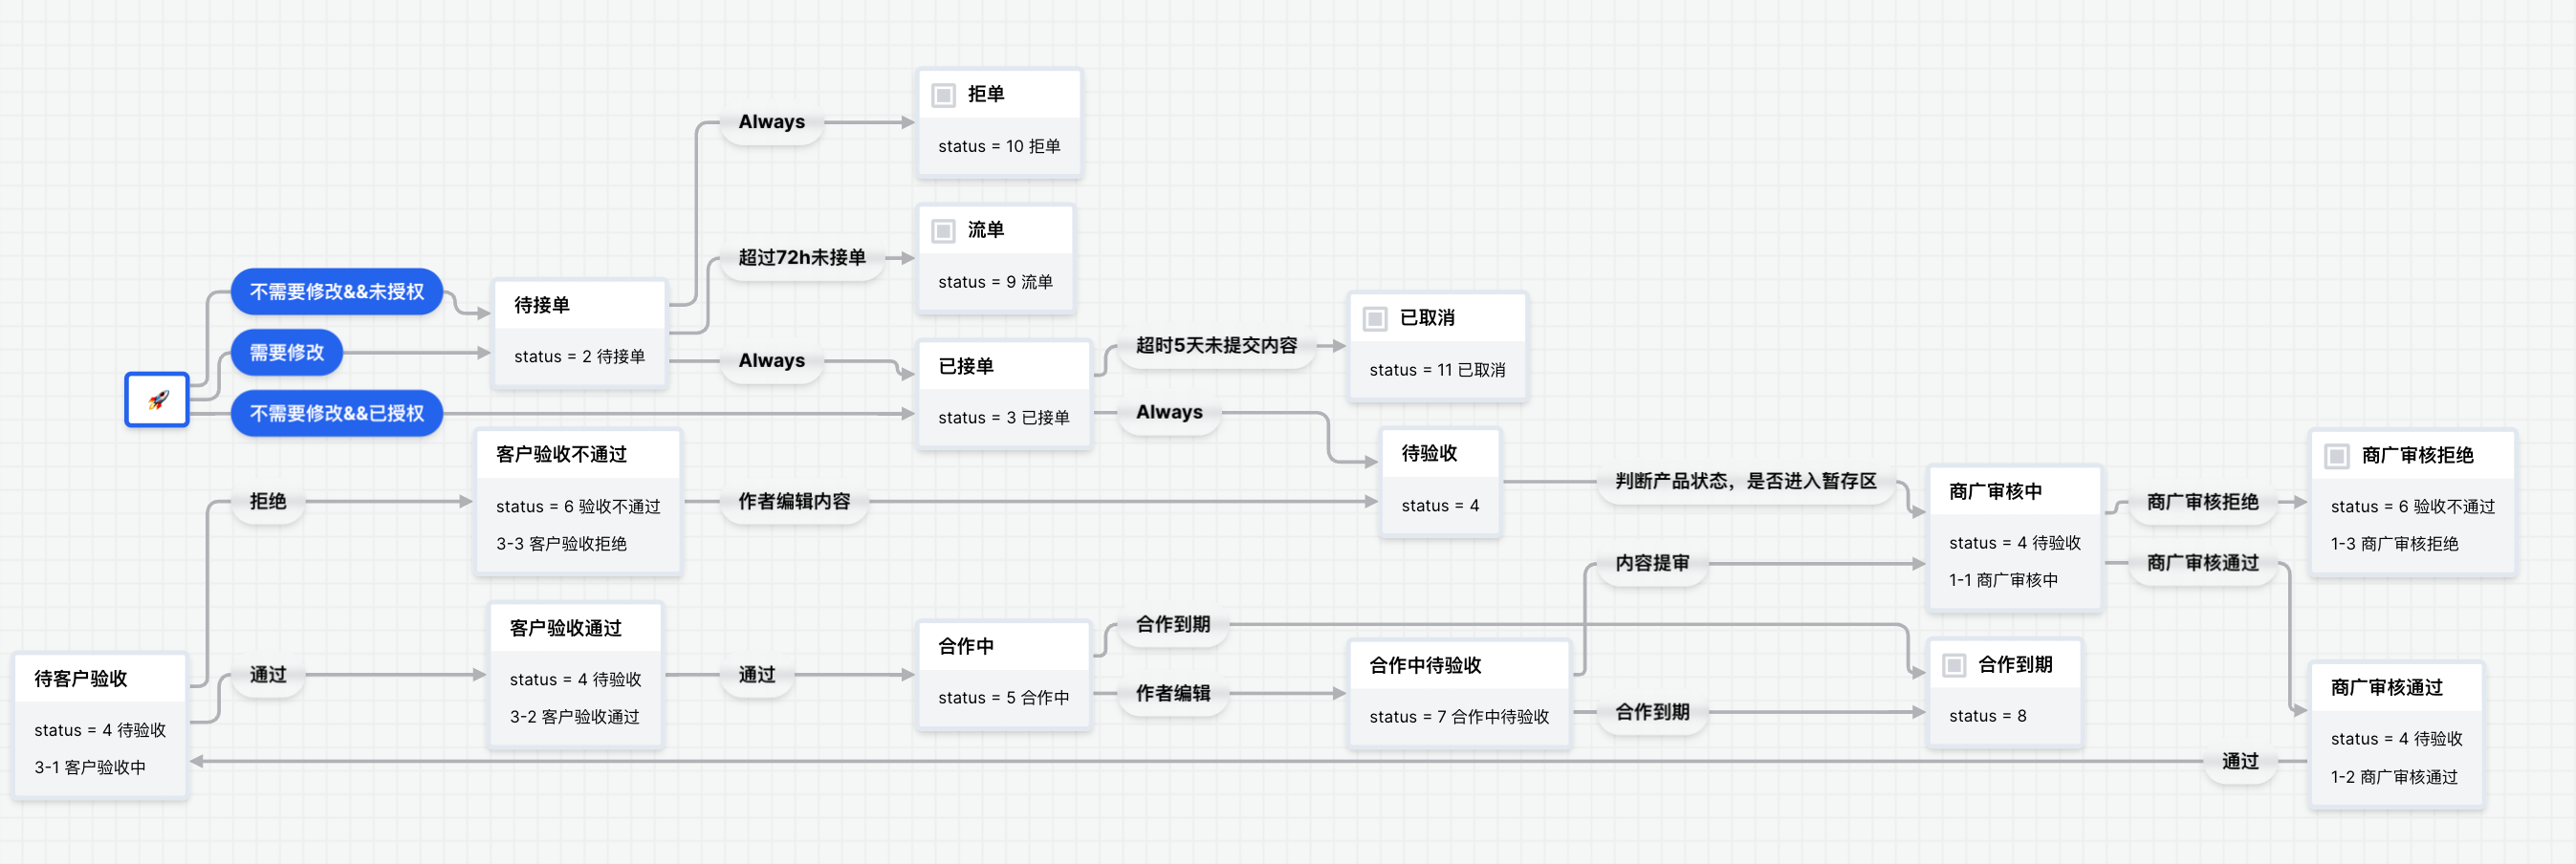 拒单
status = 10 拒单
Always
流单
status = 9 流单
超过72h未接单
不需要修改&&未授权
需要修改
不需要修改&&已授权
待接单
status = 2 待接单
Always
已接单
status = 3 已接单
超时5天未提交内容
已取消
status = 11 已取消
Always
待验收
status = 4
客户验收不通过
status = 6 验收不通过
3-3 客户验收拒绝
拒绝
作者编辑内容
判断产品状态，是否进入暂存区
商广审核中
status = 4 待验收
1-1 商广审核中
商广审核拒绝
商广审核通过
商广审核拒绝
status = 6 验收不通过
1-3 商广审核拒绝
内容提审
待客户验收
status = 4 待验收
3-1 客户验收中
通过
客户验收通过
status = 4 待验收
3-2 客户验收通过
通过
合作中
status = 5 合作中
合作到期
作者编辑
合作中待验收
status = 7 合作中待验收
合作到期
合作到期
status = 8
商广审核通过
status = 4 待验收
1-2 商广审核通过
通过